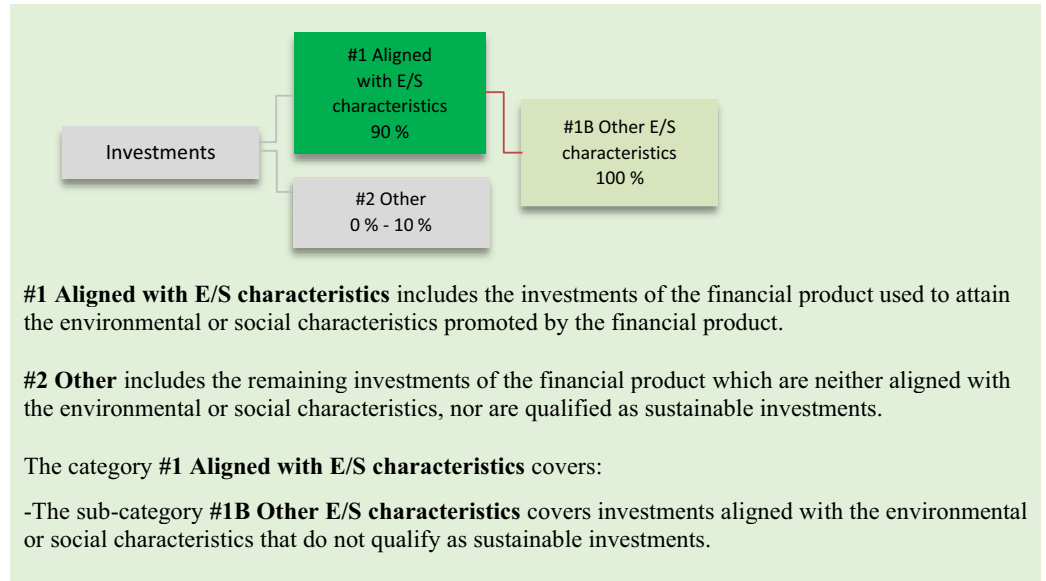 #1 Aligned
with E/S
characteristics
90 %
Investments
#1B Other E/S
characteristics
100 %
#2 Other
0 % - 10 %
#1 Aligned with E/S characteristics includes the investments of the financial product used to attain
the environmental or social characteristics promoted by the financial product.
#2 Other includes the remaining investments of the financial product which are neither aligned with
the environmental or social characteristics, nor are qualified as sustainable investments.
The category #1 Aligned with E/S characteristics covers:
-The sub-category #1B Other E/S characteristics covers investments aligned with the environmental
or social characteristics that do not qualify as sustainable investments.